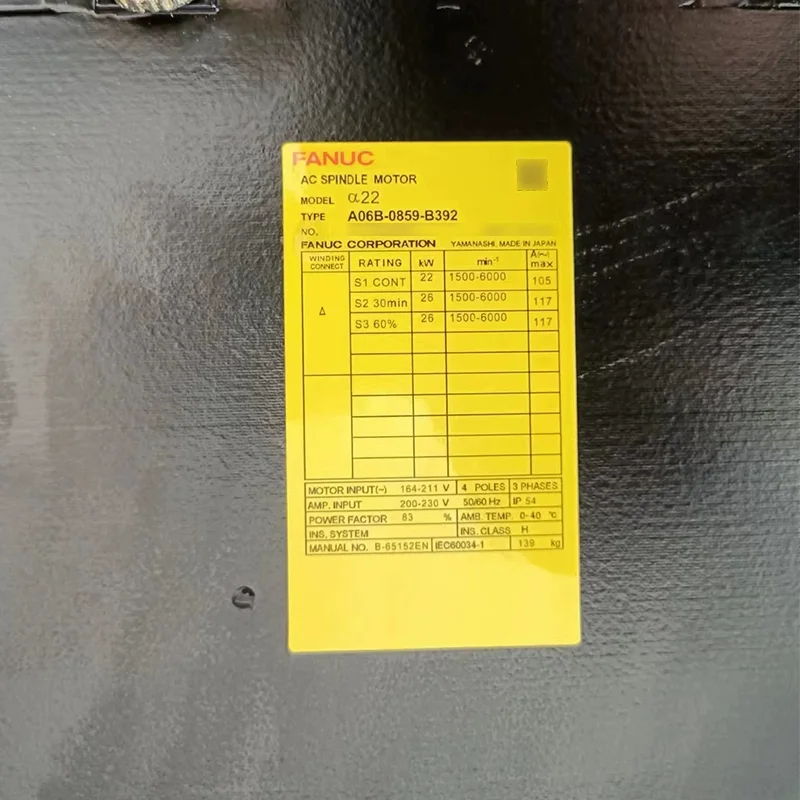 FANUC
AC SPINDLE MOTOR
MODEL α22
TYPE A06B-0859-B392
NO.
FANUC CORPORATION YAMANASHI, MADE IN JAPAN
WINDING CONNECT RATING kW min⁻¹ A(~) max
Δ S1 CONT 22 1500-6000 105
S2 30min 26 1500-6000 117
S3 60% 26 1500-6000 117
MOTOR INPUT(~) 164-211 V 4 POLES 3 PHASES
AMP. INPUT 200-230 V 50/60 Hz IP 54
POWER FACTOR 83 % AMB. TEMP. 0-40 ℃
INS. SYSTEM INS. CLASS H
MANUAL NO. B-65152EN IEC60034-1 139 kg